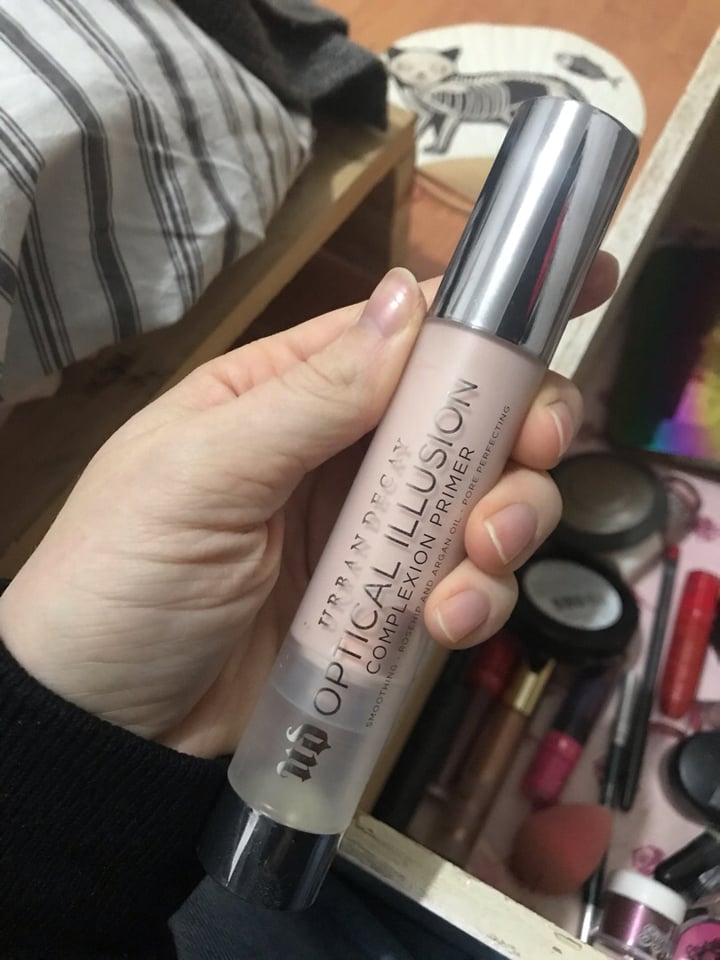 URBAN DECAY
OPTICAL ILLUSION
COMPLEXION PRIMER
SMOOTHING · ROSEHIP AND ARGAN OIL · PORE PERFECTING
UD